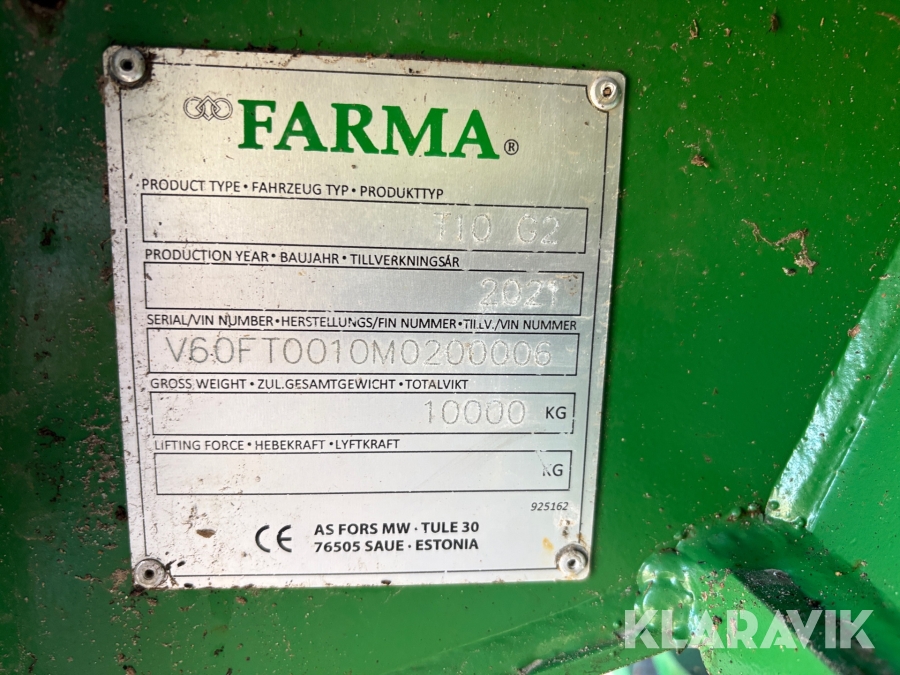 FARMA®
PRODUCT TYPE • FAHRZEUG TYP • PRODUKTTYP
T10 G2
PRODUCTION YEAR • BAUJAHR • TILLVERKNINGSÅR
2021
SERIAL/VIN NUMBER • HERSTELLUNGS/FIN NUMMER • TILLV./VIN NUMMER
V60FT0010M0200006
GROSS WEIGHT • ZUL.GESAMTGEWICHT • TOTALVIKT
10000 KG
LIFTING FORCE • HEBEKRAFT • LYFTKRAFT
KG
925162
CE AS FORS MW · TULE 30
76505 SAUE · ESTONIA
KLARAVIK